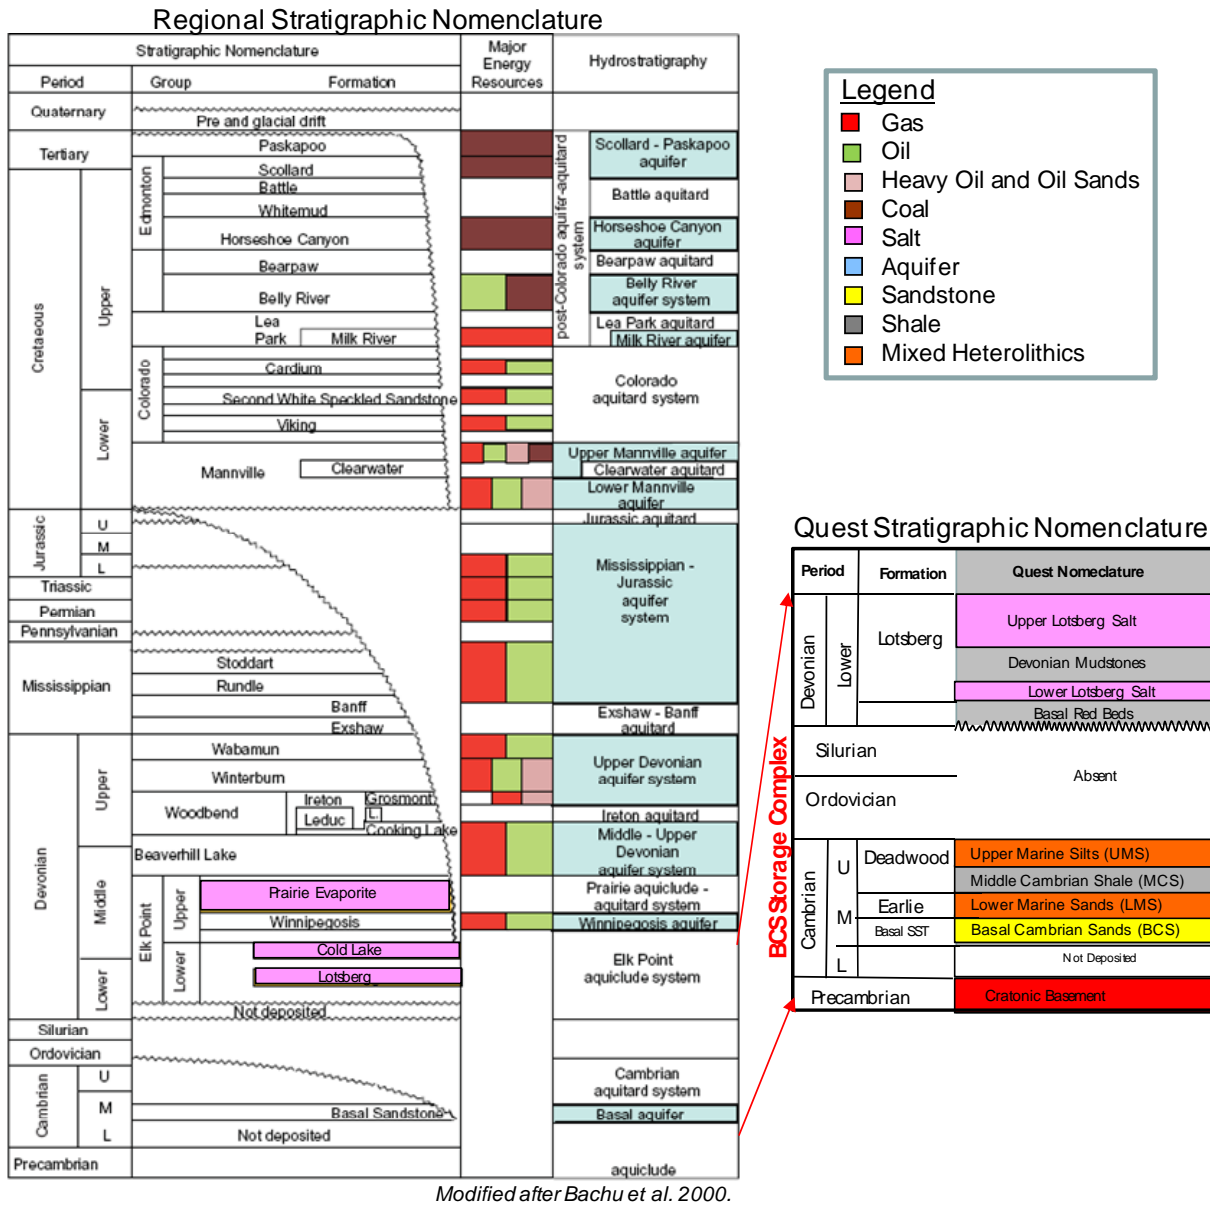 Regional Stratigraphic Nomenclature
Stratigraphic Nomenclature
Major
Energy
Resources
Hydrostratigraphy
Period
Group
Formation
Quaternary
Pre and glacial drift
Tertiary
Paskapoo
Scollard
Battle
Whitemud
Horseshoe Canyon
Bearpaw
Belly River
Lea
Park
Milk River
Edmonton
Cretaeous
Upper
Lower
Colorado
Cardium
Second White Speckled Sandstone
Viking
Mannville
Clearwater
post-Colorado aquifer-aquitard
system
Scollard - Paskapoo
aquifer
Battle aquitard
Horseshoe Canyon
aquifer
Bearpaw aquitard
Belly River
aquifer system
Lea Park aquitard
Milk River aquifer
Colorado
aquitard system
Upper Mannville aquifer
Clearwater aquitard
Lower Mannville
aquifer
Jurassic aquitard
Jurassic
U
M
L
Triassic
Permian
Pennsylvanian
Mississippian
Stoddart
Rundle
Banff
Exshaw
Mississippian -
Jurassic
aquifer
system
Exshaw - Banff
aquitard
Devonian
Upper
Middle
Lower
Wabamun
Winterburn
Woodbend
Ireton
Grosmont
Leduc
L.
Cooking Lake
Beaverhill Lake
Elk Point
Upper
Lower
Prairie Evaporite
Winnipegosis
Cold Lake
Lotsberg
Not deposited
Upper Devonian
aquifer system
Ireton aquitard
Middle - Upper
Devonian
aquifer system
Prairie aquiclude -
aquitard system
Winnipegosis aquifer
Elk Point
aquiclude system
Silurian
Ordovician
Cambrian
U
M
L
Basal Sandstone
Not deposited
Cambrian
aquitard system
Basal aquifer
Precambrian
aquiclude
Modified after Bachu et al. 2000.
Legend
Gas
Oil
Heavy Oil and Oil Sands
Coal
Salt
Aquifer
Sandstone
Shale
Mixed Heterolithics
Quest Stratigraphic Nomenclature
Period
Formation
Quest Nomeclature
Devonian
Lower
Lotsberg
Upper Lotsberg Salt
Devonian Mudstones
Lower Lotsberg Salt
Basal Red Beds
Silurian
Ordovician
Absent
BCS Storage Complex
Cambrian
U
M
L
Deadwood
Upper Marine Silts (UMS)
Middle Cambrian Shale (MCS)
Earlie
Lower Marine Sands (LMS)
Basal SST
Basal Cambrian Sands (BCS)
Not Deposited
Precambrian
Cratonic Basement